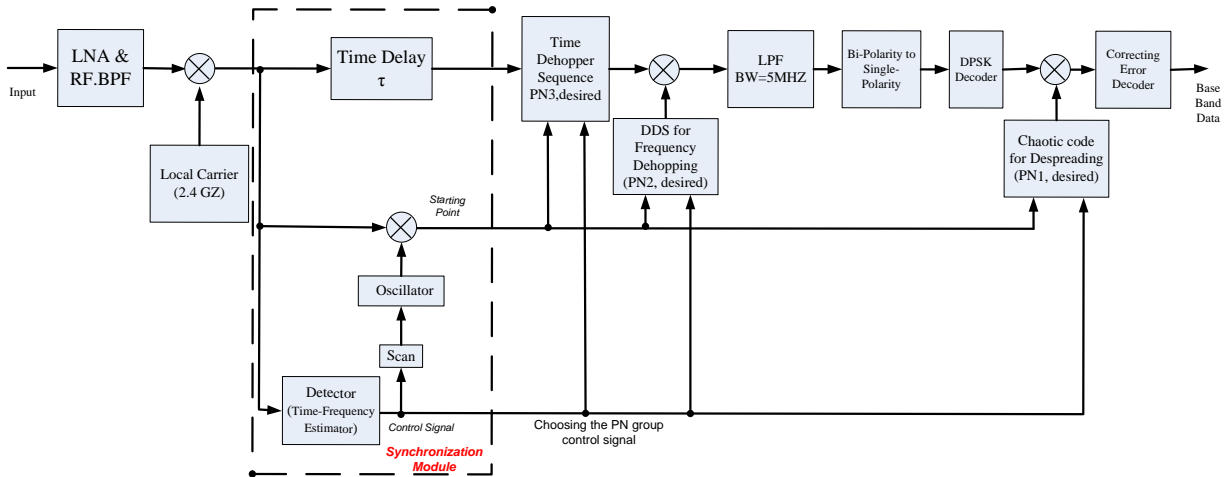 Input
LNA &
RF.BPF
Local Carrier
(2.4 GZ)
Time Delay
τ
Starting
Point
Oscillator
Scan
Detector
(Time-Frequency
Estimator)
Control Signal
Synchronization
Module
Time
Dehopper
Sequence
PN3,desired
DDS for
Frequency
Dehopping
(PN2, desired)
Choosing the PN group
control signal
LPF
BW=5MHZ
Bi-Polarity to
Single-
Polarity
DPSK
Decoder
Chaotic code
for Despreading
(PN1, desired)
Correcting
Error
Decoder
Base
Band
Data